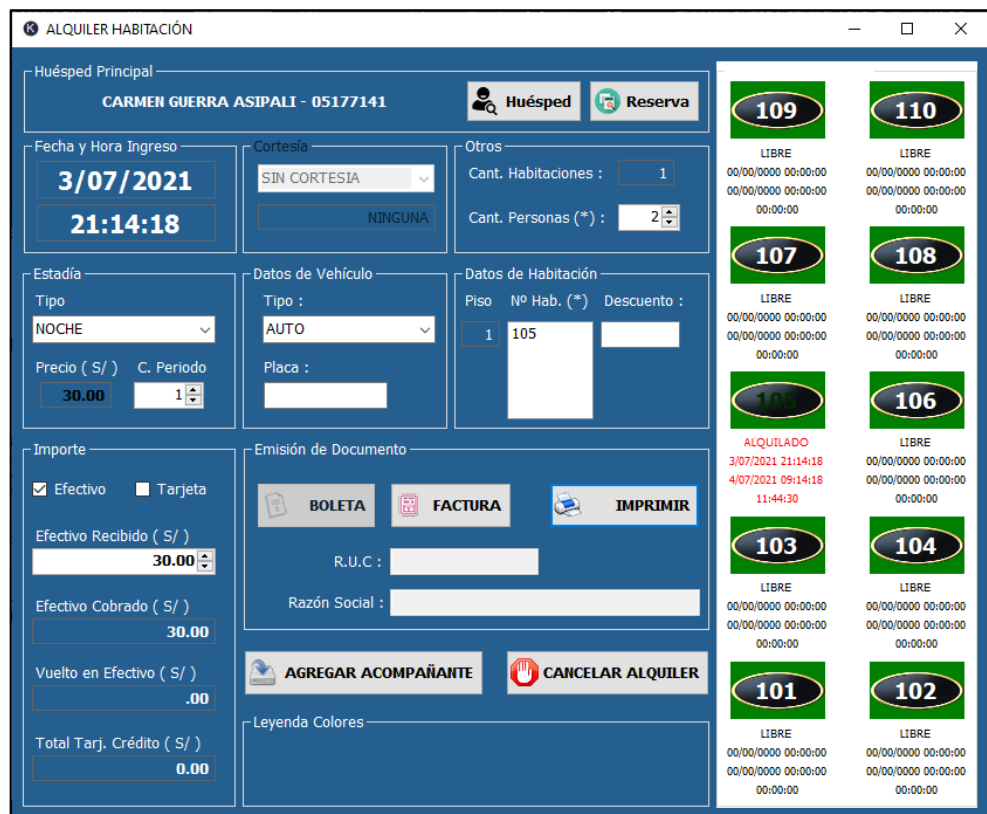 ALQUILER HABITACIÓN
Huésped Principal
CARMEN GUERRA ASIPALI - 05177141
Huésped
Reserva
Fecha y Hora Ingreso
3/07/2021
21:14:18
Cortesía
SIN CORTESIA
NINGUNA
Otros
Cant. Habitaciones : 1
Cant. Personas (*) : 2
Estadía
Tipo
NOCHE
Precio ( S/ ) C. Periodo
30.00 1
Datos de Vehículo
Tipo :
AUTO
Placa :
Datos de Habitación
Piso Nº Hab. (*) Descuento :
1 105
Importe
Efectivo Tarjeta
Efectivo Recibido ( S/ )
30.00
Efectivo Cobrado ( S/ )
30.00
Vuelto en Efectivo ( S/ )
.00
Total Tarj. Crédito ( S/ )
0.00
Emisión de Documento
BOLETA
FACTURA
IMPRIMIR
R.U.C :
Razón Social :
AGREGAR ACOMPAÑANTE
CANCELAR ALQUILER
Leyenda Colores
109 110
LIBRE LIBRE
00/00/0000 00:00:00 00/00/0000 00:00:00
00/00/0000 00:00:00 00/00/0000 00:00:00
00:00:00 00:00:00
107 108
LIBRE LIBRE
00/00/0000 00:00:00 00/00/0000 00:00:00
00/00/0000 00:00:00 00/00/0000 00:00:00
00:00:00 00:00:00
105 106
ALQUILADO LIBRE
3/07/2021 21:14:18 00/00/0000 00:00:00
4/07/2021 09:14:18 00/00/0000 00:00:00
11:44:30 00:00:00
103 104
LIBRE LIBRE
00/00/0000 00:00:00 00/00/0000 00:00:00
00/00/0000 00:00:00 00/00/0000 00:00:00
00:00:00 00:00:00
101 102
LIBRE LIBRE
00/00/0000 00:00:00 00/00/0000 00:00:00
00/00/0000 00:00:00 00/00/0000 00:00:00
00:00:00 00:00:00